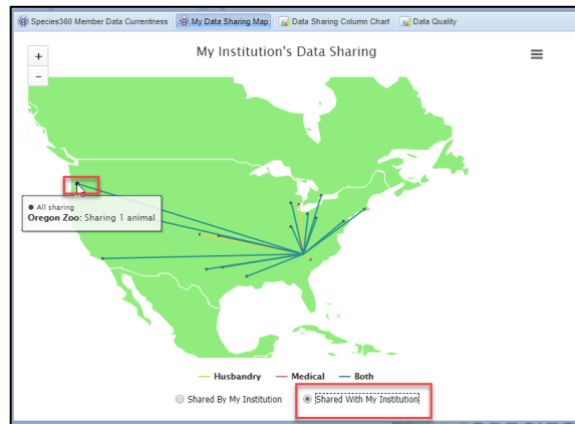 Species360 Member Data Currentness My Data Sharing Map Data Sharing Column Chart Data Quality
My Institution's Data Sharing
+
−
All sharing
Oregon Zoo: Sharing 1 animal
Husbandry Medical Both
Shared By My Institution Shared With My Institution